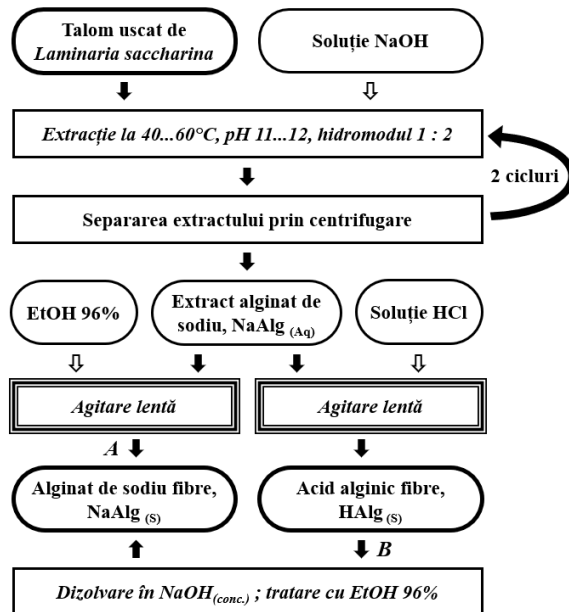 Talom uscat de
Laminaria saccharina
Soluție NaOH
Extracție la 40...60°C, pH 11...12, hidromodul 1 : 2
2 cicluri
Separarea extractului prin centrifugare
EtOH 96%
Extract alginat de
sodiu, NaAlg (Aq)
Soluție HCl
Agitare lentă
Agitare lentă
A
Alginat de sodiu fibre,
NaAlg (S)
Acid alginic fibre,
HAlg (S)
B
Dizolvare în NaOH(conc.) ; tratare cu EtOH 96%